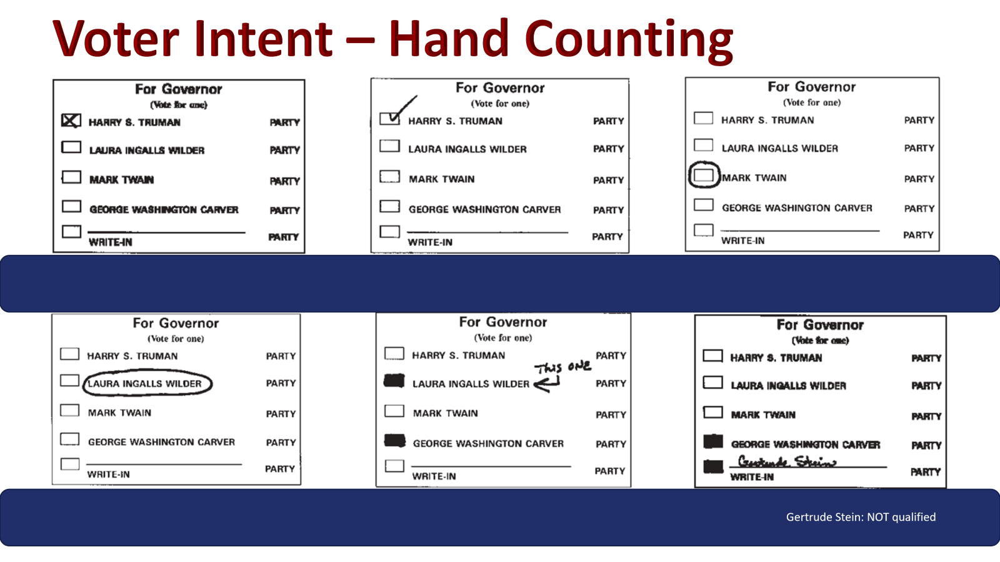 Voter Intent – Hand Counting
For Governor
(Vote for one)
HARRY S. TRUMAN PARTY
LAURA INGALLS WILDER PARTY
MARK TWAIN PARTY
GEORGE WASHINGTON CARVER PARTY
WRITE-IN PARTY
For Governor
(Vote for one)
HARRY S. TRUMAN PARTY
LAURA INGALLS WILDER PARTY
MARK TWAIN PARTY
GEORGE WASHINGTON CARVER PARTY
WRITE-IN PARTY
For Governor
(Vote for one)
HARRY S. TRUMAN PARTY
LAURA INGALLS WILDER PARTY
MARK TWAIN PARTY
GEORGE WASHINGTON CARVER PARTY
WRITE-IN PARTY
For Governor
(Vote for one)
HARRY S. TRUMAN PARTY
LAURA INGALLS WILDER PARTY
MARK TWAIN PARTY
GEORGE WASHINGTON CARVER PARTY
WRITE-IN PARTY
For Governor
(Vote for one)
HARRY S. TRUMAN PARTY
THIS ONE
LAURA INGALLS WILDER PARTY
MARK TWAIN PARTY
GEORGE WASHINGTON CARVER PARTY
WRITE-IN PARTY
For Governor
(Vote for one)
HARRY S. TRUMAN PARTY
LAURA INGALLS WILDER PARTY
MARK TWAIN PARTY
GEORGE WASHINGTON CARVER PARTY
Gertrude Stein
WRITE-IN PARTY
Gertrude Stein: NOT qualified